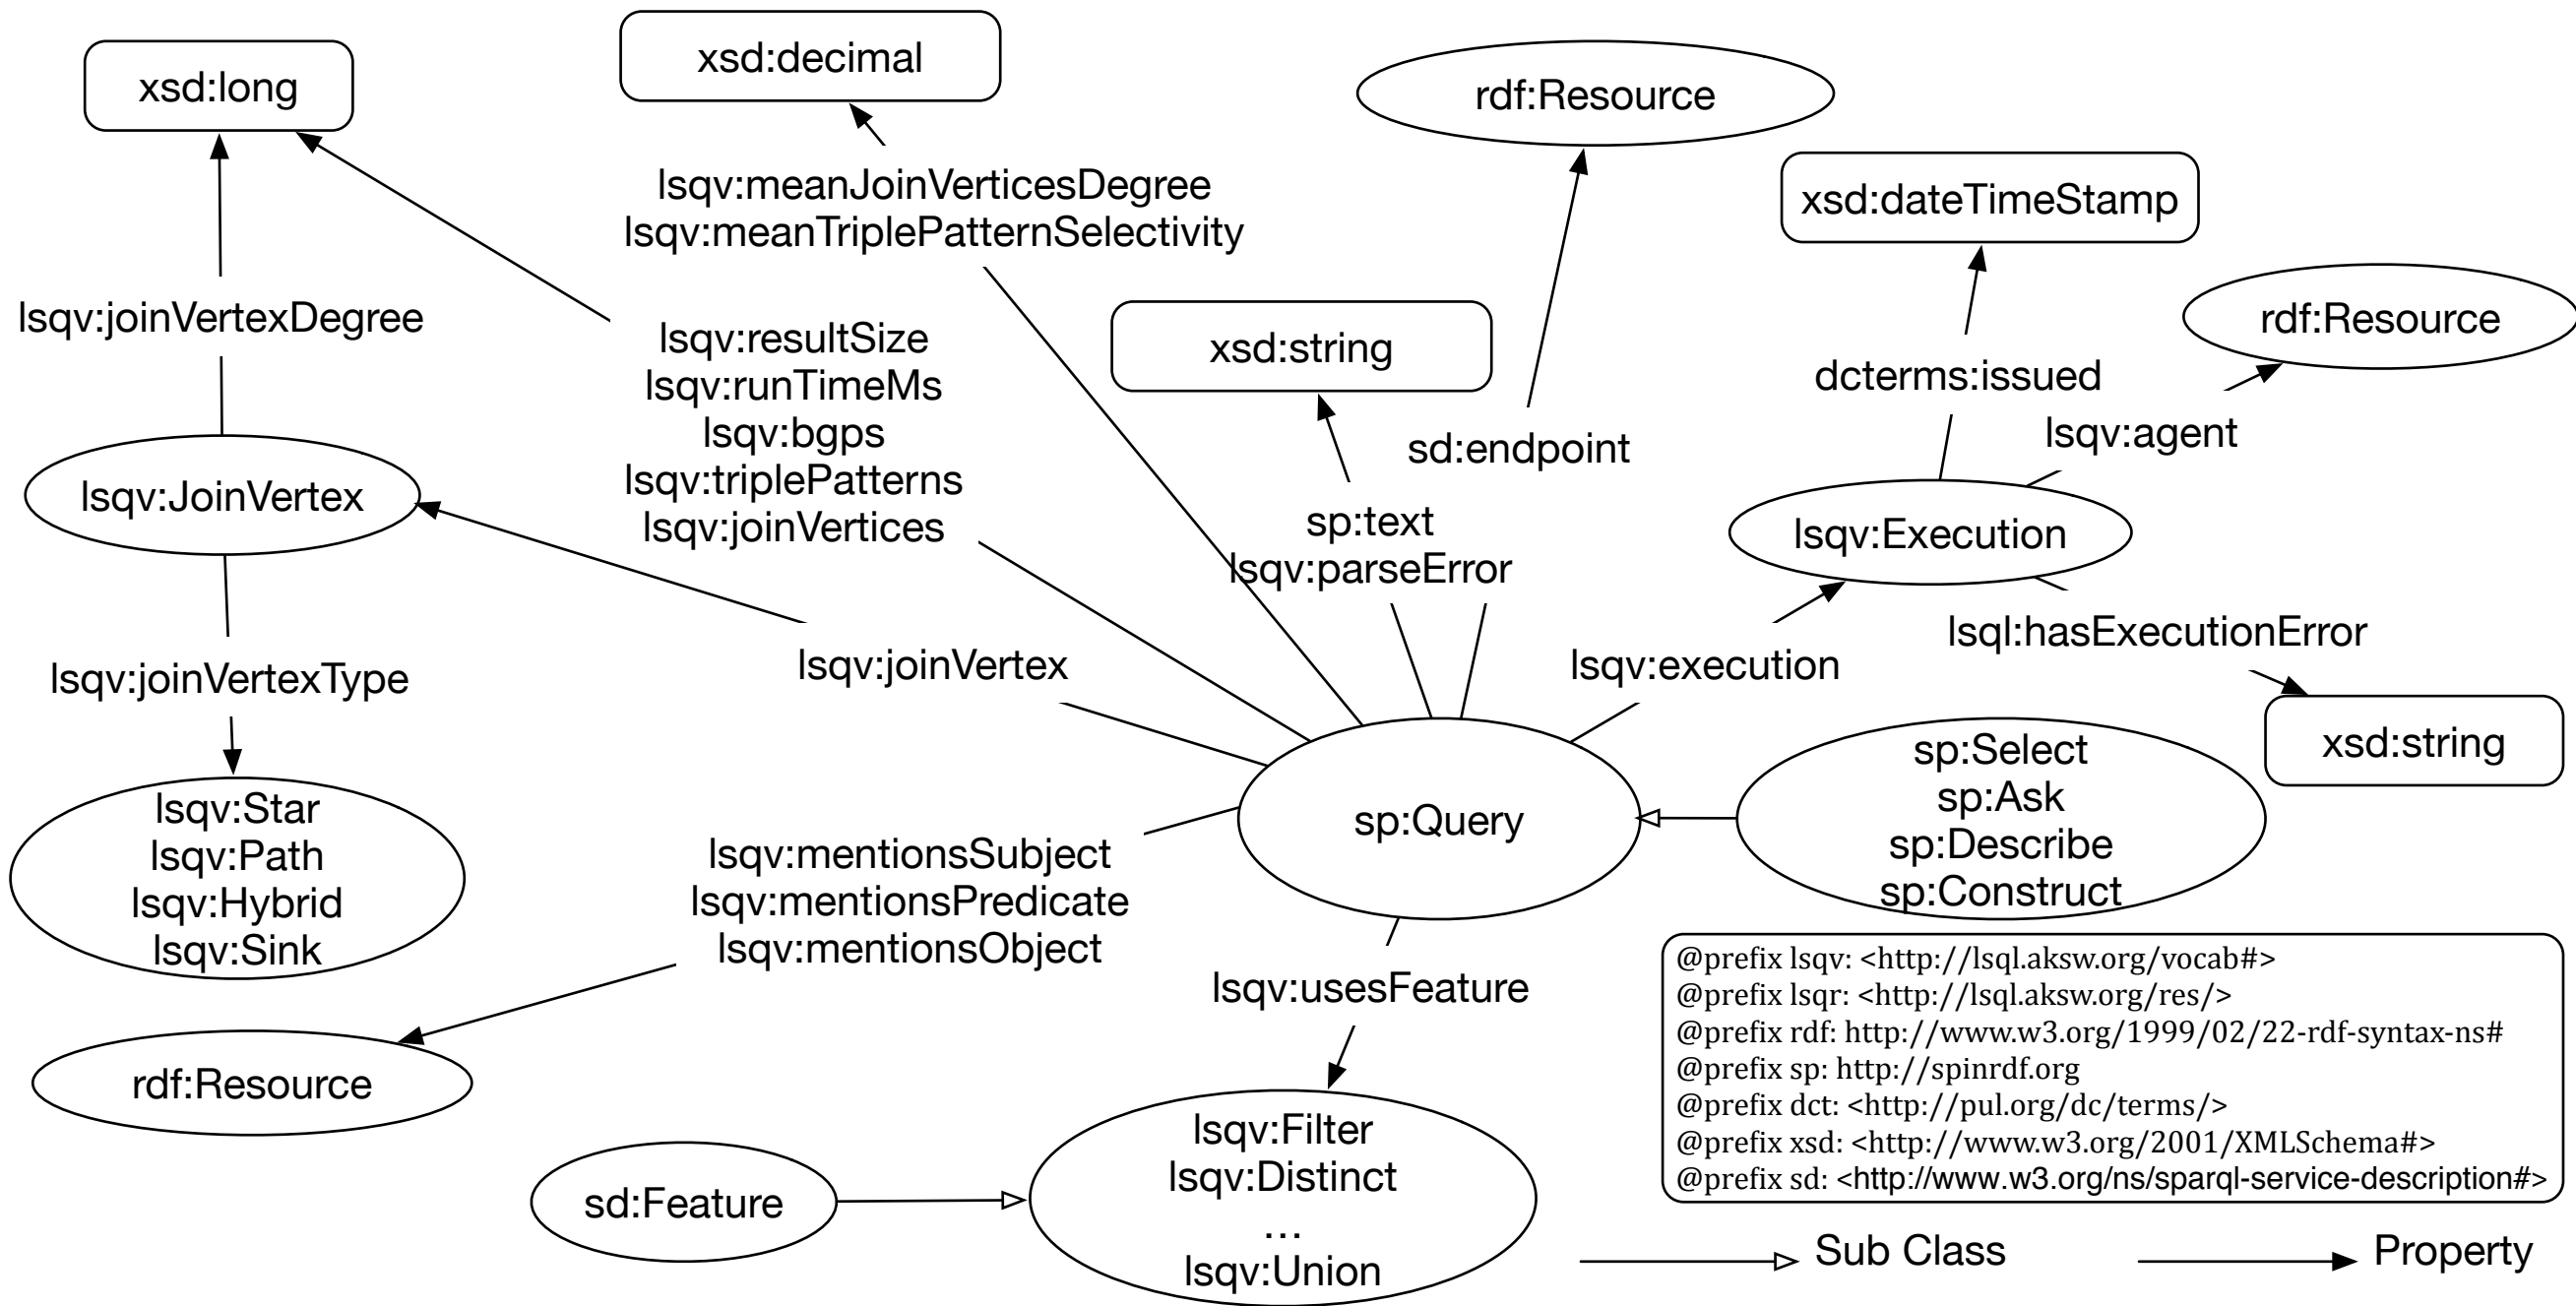 xsd:long
xsd:decimal
rdf:Resource
xsd:dateTimeStamp
lsqv:meanJoinVerticesDegree
lsqv:meanTriplePatternSelectivity
lsqv:joinVertexDegree
lsqv:resultSize
lsqv:runTimeMs
lsqv:bgps
lsqv:triplePatterns
lsqv:joinVertices
xsd:string
rdf:Resource
dcterms:issued
lsqv:agent
sd:endpoint
lsqv:JoinVertex
sp:text
lsqv:parseError
lsqv:Execution
lsqv:joinVertexType
lsqv:joinVertex
lsqv:execution
lsql:hasExecutionError
xsd:string
lsqv:Star
lsqv:Path
lsqv:Hybrid
lsqv:Sink
lsqv:mentionsSubject
lsqv:mentionsPredicate
lsqv:mentionsObject
sp:Query
sp:Select
sp:Ask
sp:Describe
sp:Construct
lsqv:usesFeature
rdf:Resource
sd:Feature
lsqv:Filter
lsqv:Distinct
...
lsqv:Union
@prefix lsqv: <http://lsql.aksw.org/vocab#>
@prefix lsqr: <http://lsql.aksw.org/res/>
@prefix rdf: http://www.w3.org/1999/02/22-rdf-syntax-ns#
@prefix sp: http://spinrdf.org
@prefix dct: <http://pul.org/dc/terms/>
@prefix xsd: <http://www.w3.org/2001/XMLSchema#>
@prefix sd: <http://www.w3.org/ns/sparql-service-description#>
Sub Class
Property